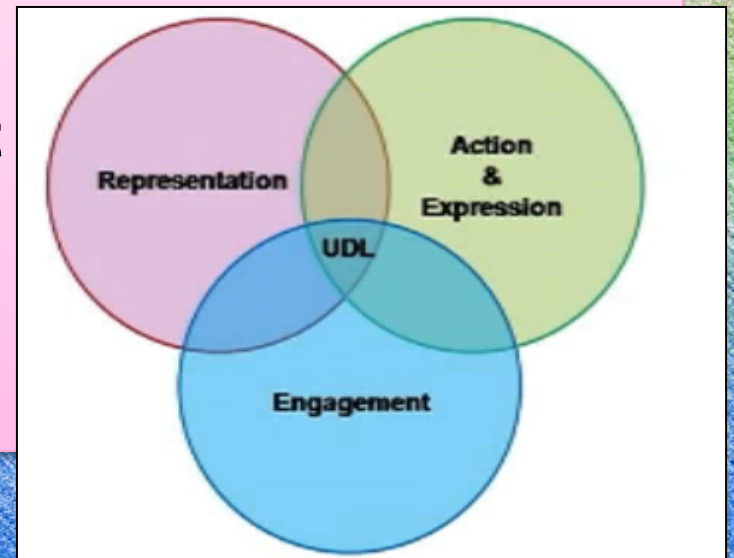 Representation
Action
&
Expression
UDL
Engagement